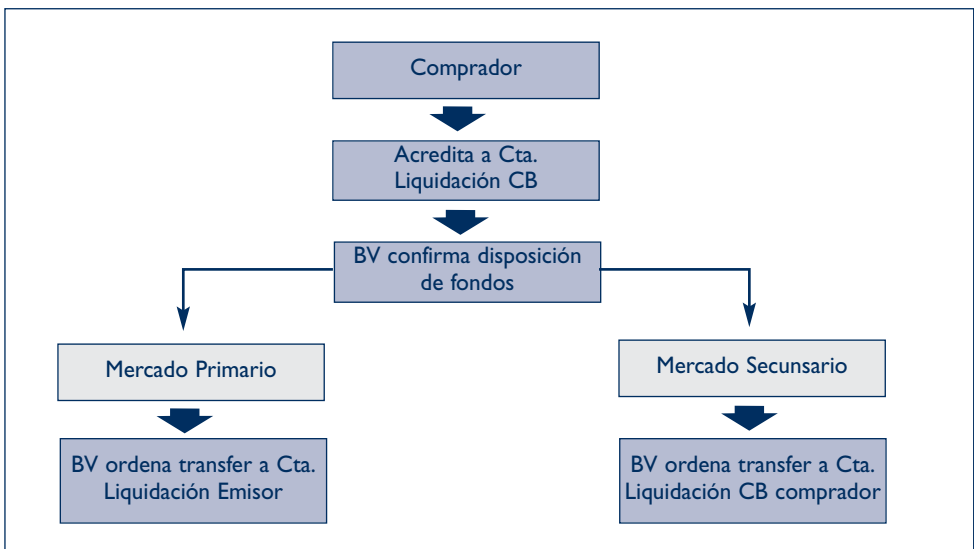 Comprador
Acredita a Cta.
Liquidación CB
BV confirma disposición
de fondos
Mercado Primario
Mercado Secunsario
BV ordena transfer a Cta.
Liquidación Emisor
BV ordena transfer a Cta.
Liquidación CB comprador